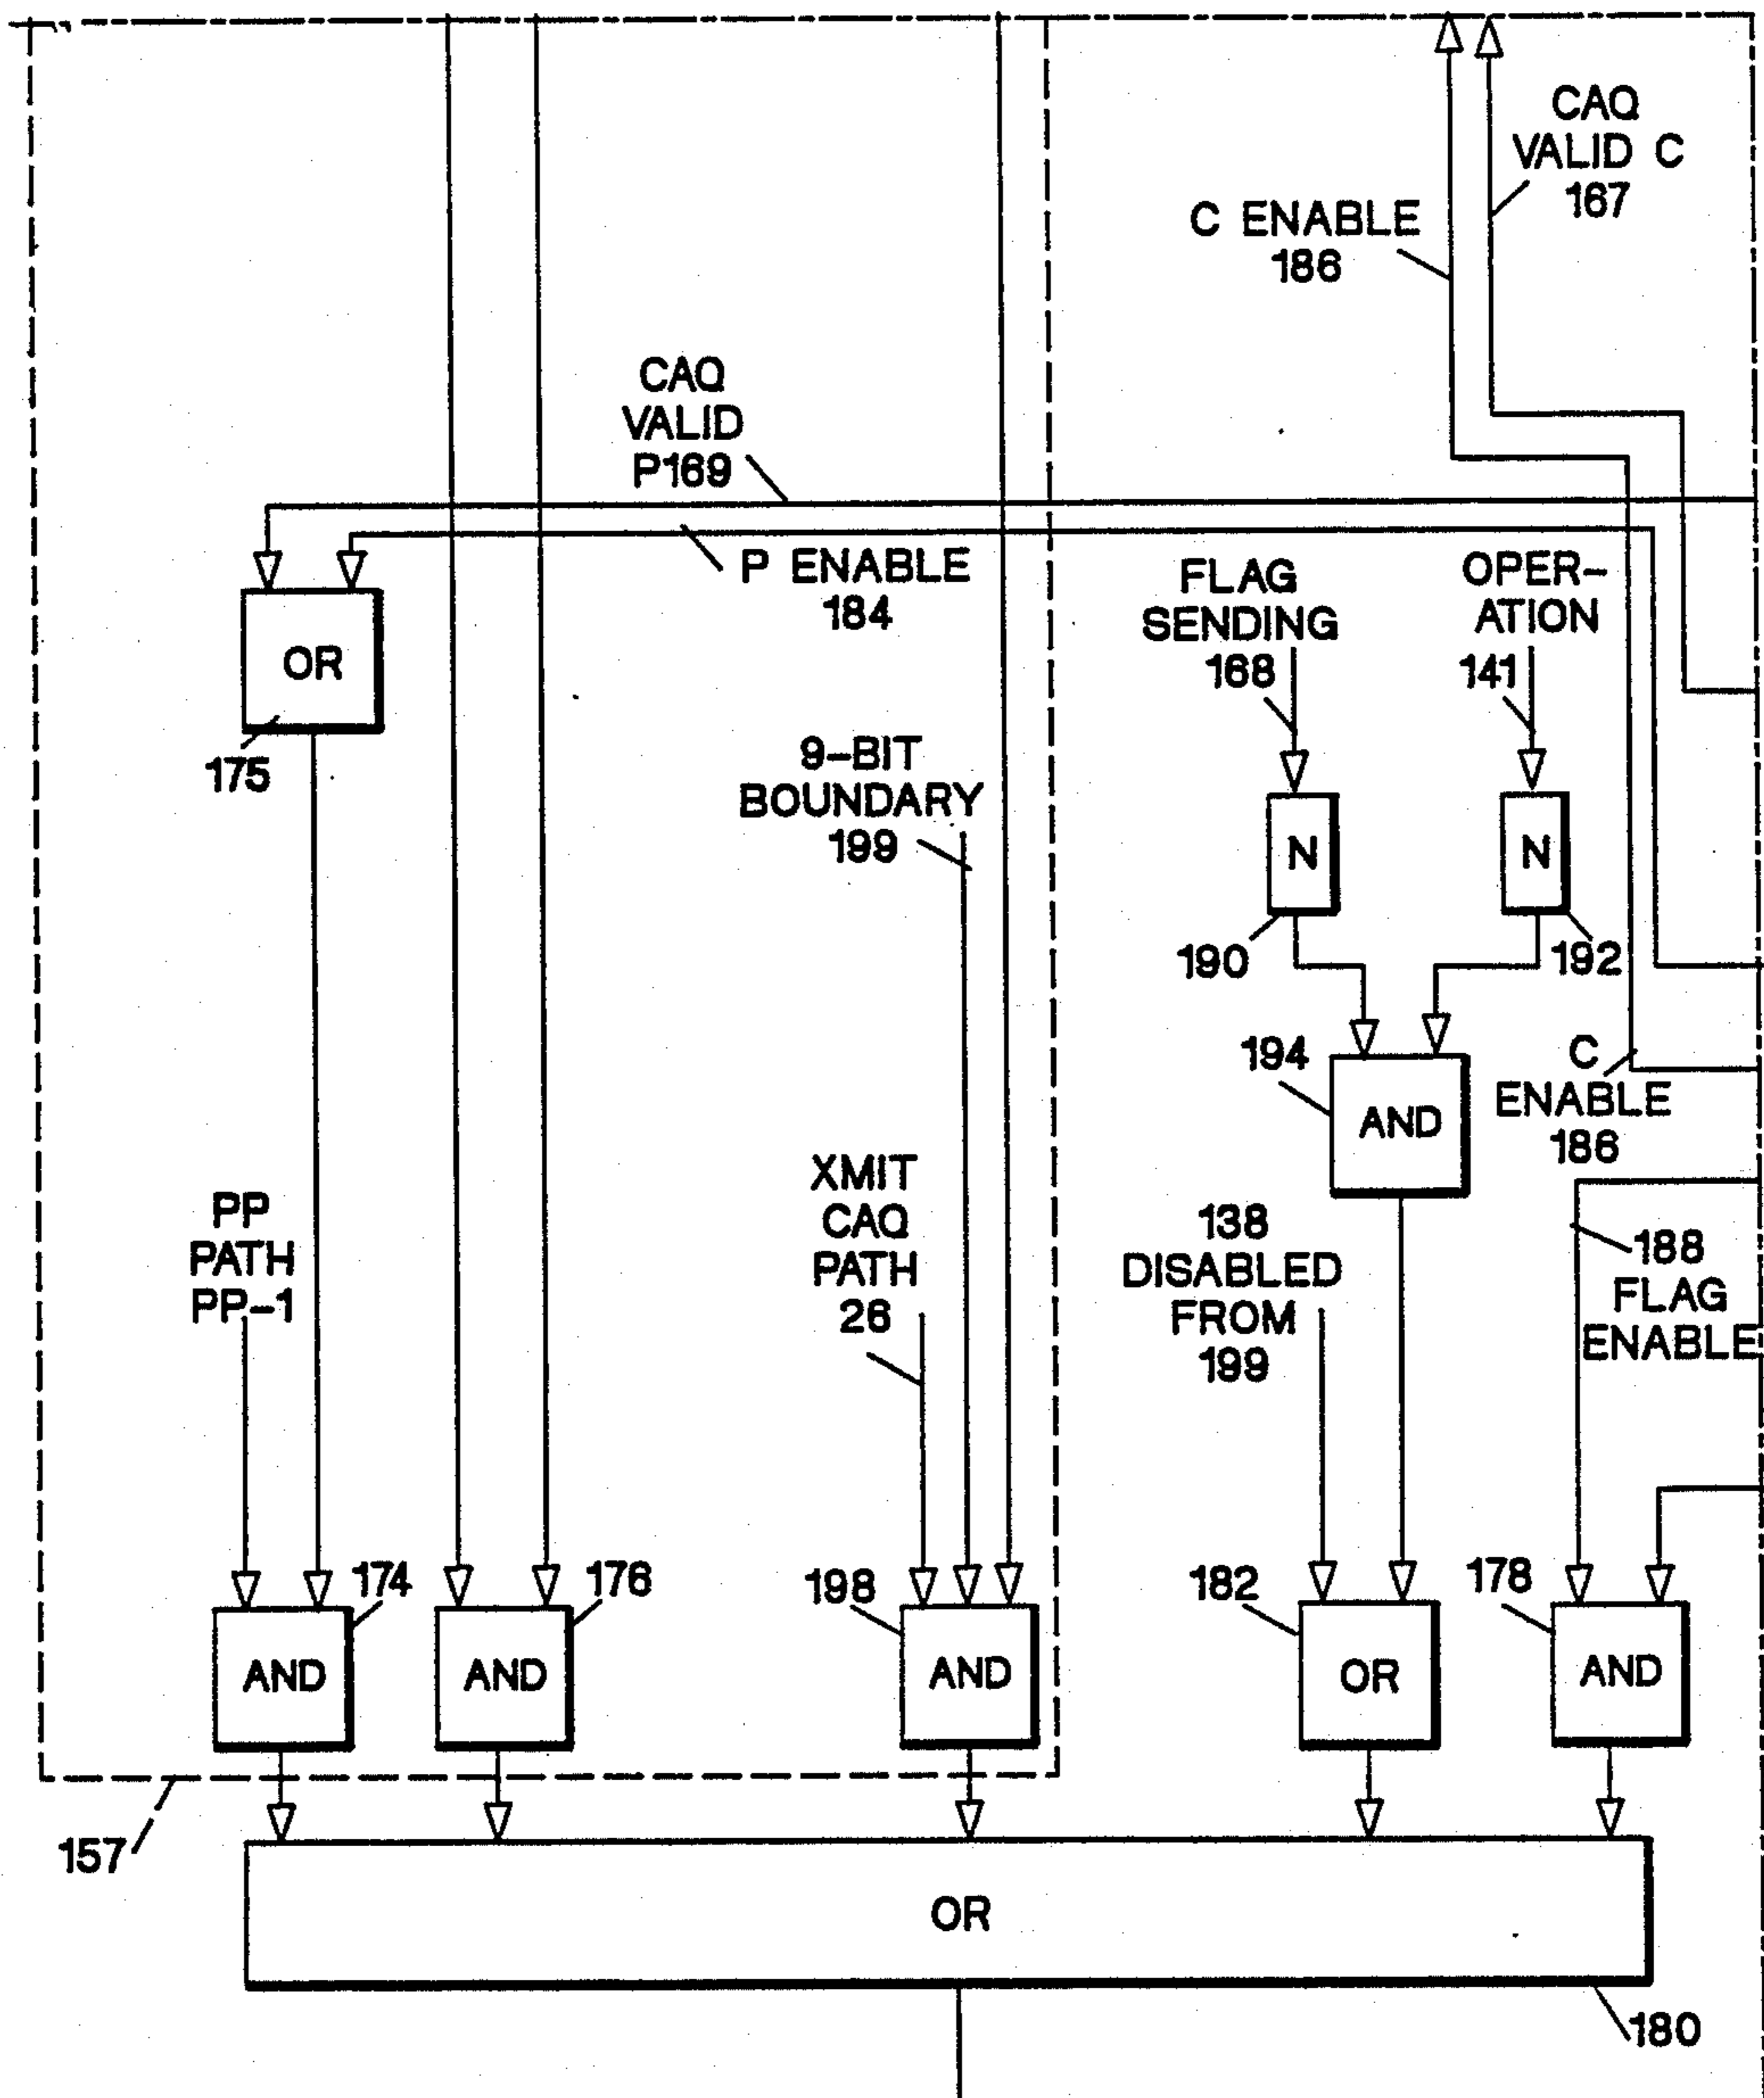 CAQ
VALID C
167
C ENABLE
186
CAQ
VALID
P169
P ENABLE
184
FLAG
SENDING
168
OPER-
ATION
141
OR
175
9-BIT
BOUNDARY
199
N
N
190
192
194
AND
C
ENABLE
186
PP
PATH
PP-1
XMIT
CAQ
PATH
26
138
DISABLED
FROM
199
188
FLAG
ENABLE
174
176
198
182
178
AND
AND
AND
OR
AND
157
OR
180